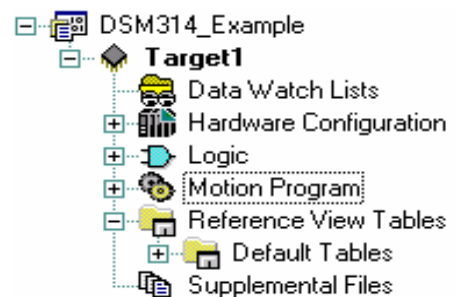 DSM314_Example
Target1
Data Watch Lists
Hardware Configuration
Logic
Motion Program
Reference View Tables
Default Tables
Supplemental Files